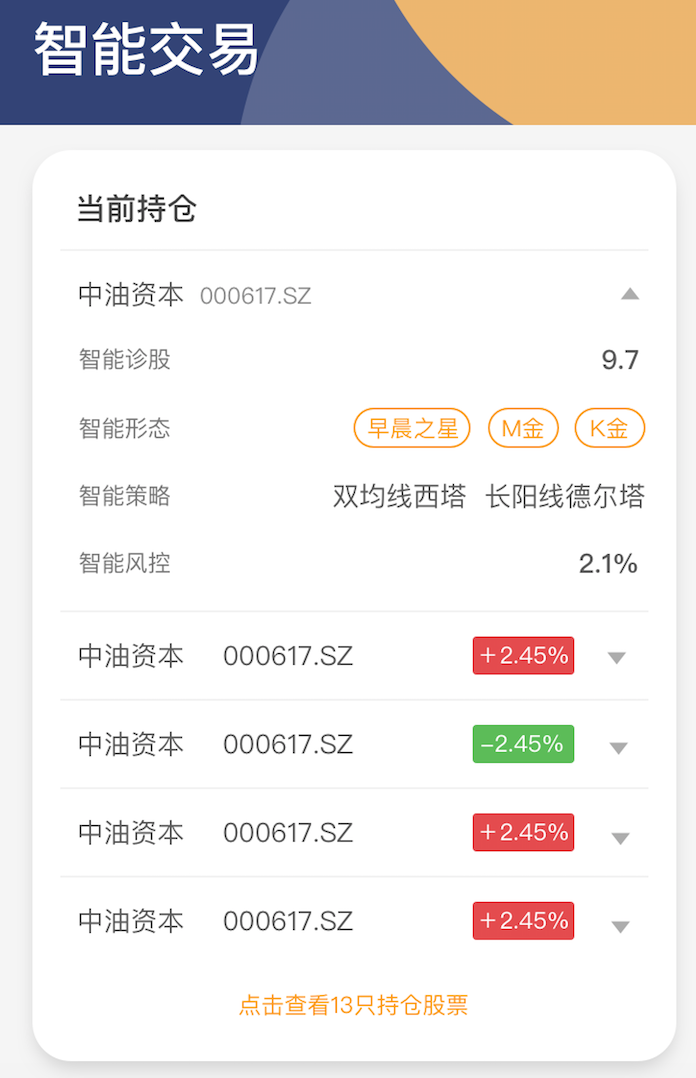 智能交易
当前持仓
中油资本 000617.SZ
智能诊股 9.7
智能形态 早晨之星 M金 K金
智能策略 双均线西塔 长阳线德尔塔
智能风控 2.1%
中油资本 000617.SZ +2.45%
中油资本 000617.SZ -2.45%
中油资本 000617.SZ +2.45%
中油资本 000617.SZ +2.45%
点击查看13只持仓股票